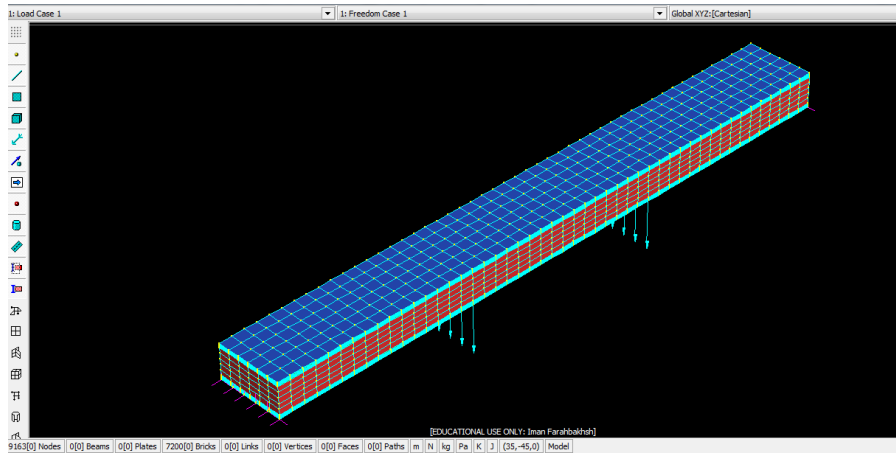 1: Load Case 1 1: Freedom Case 1 Global XYZ:[Cartesian]
[EDUCATIONAL USE ONLY: Iman Farahbakhsh]
9163[0] Nodes 0[0] Beams 0[0] Plates 7200[0] Bricks 0[0] Links 0[0] Vertices 0[0] Faces 0[0] Paths m N kg Pa K J (35,-45,0) Model